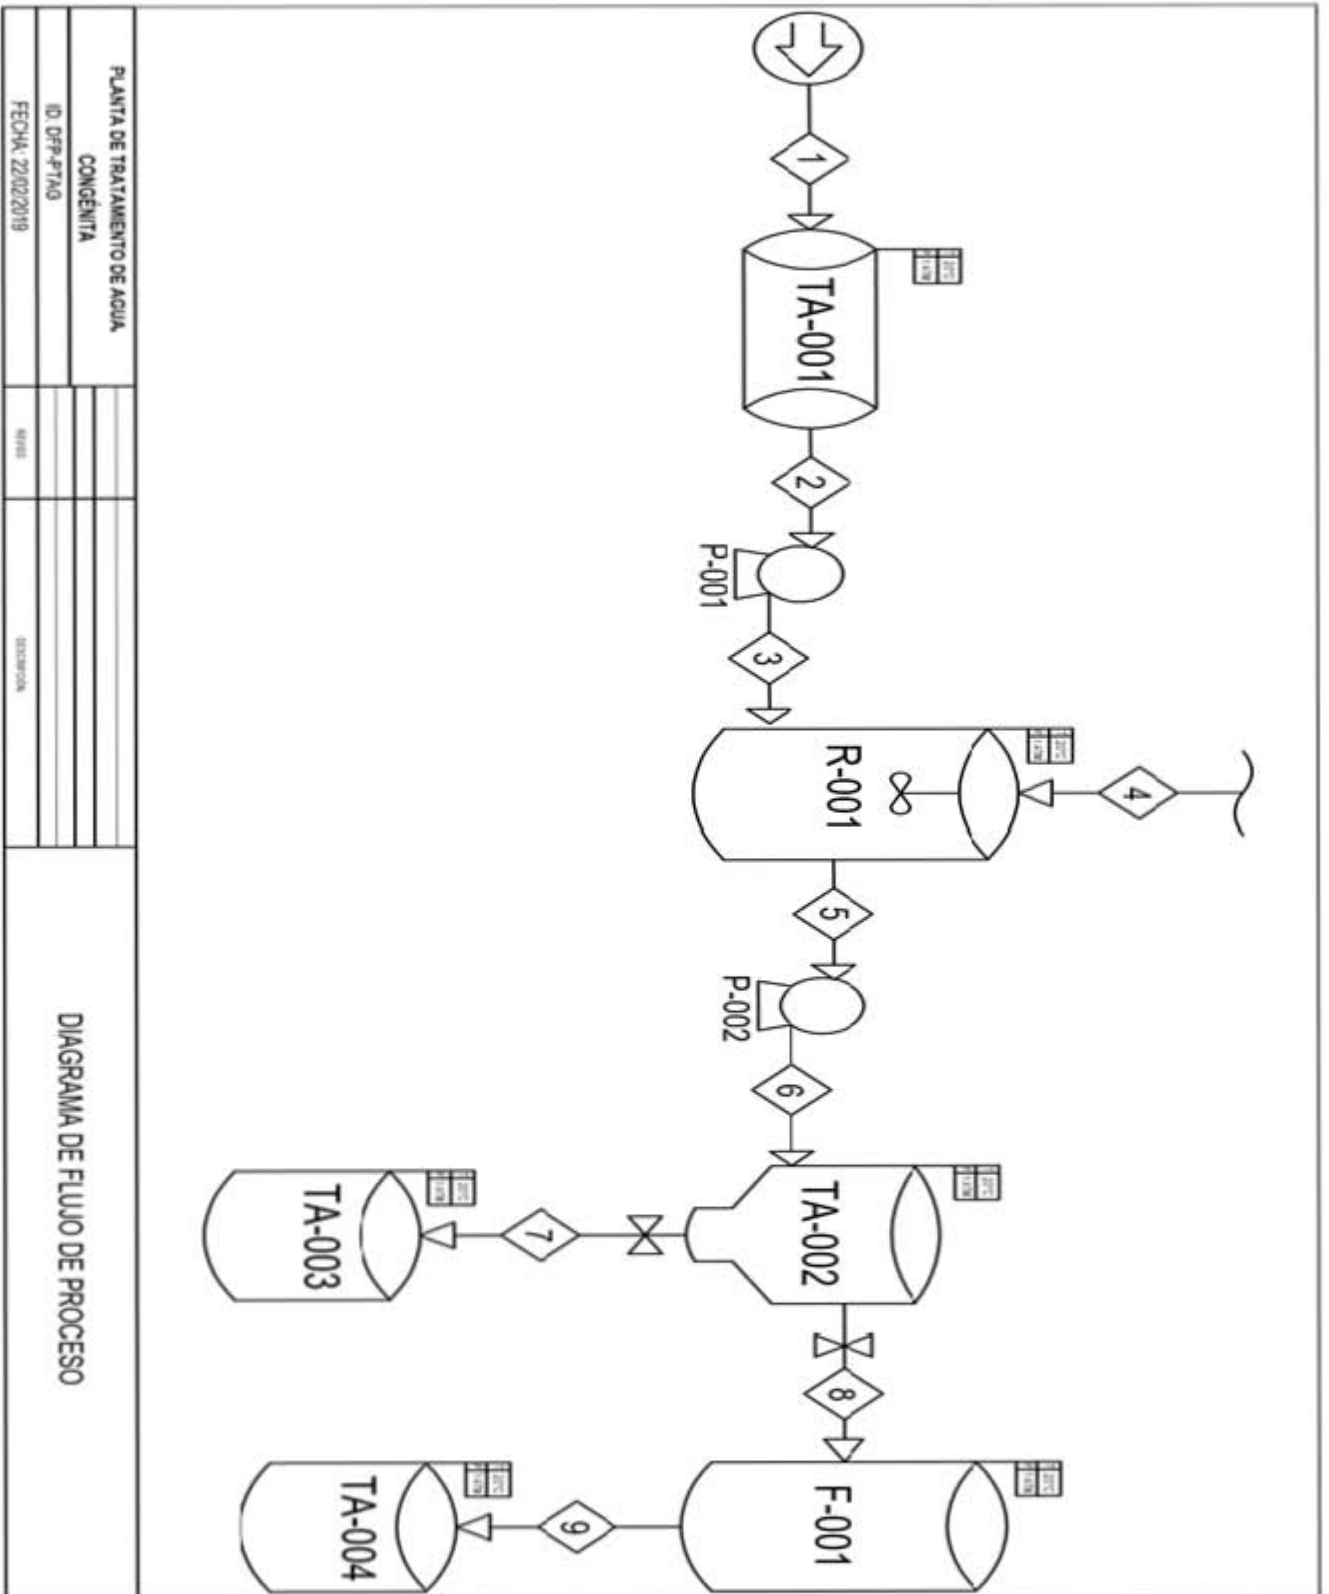 1
TA-001
2
P-001
3
R-001
4
5
P-002
6
TA-002
7
TA-003
8
F-001
9
TA-004
PLANTA DE TRATAMIENTO DE AGUA
CONGÉNITA
ID: DFP-PTAG
FECHA: 22/02/2019
DESCRIPCIÓN
DIAGRAMA DE FLUJO DE PROCESO